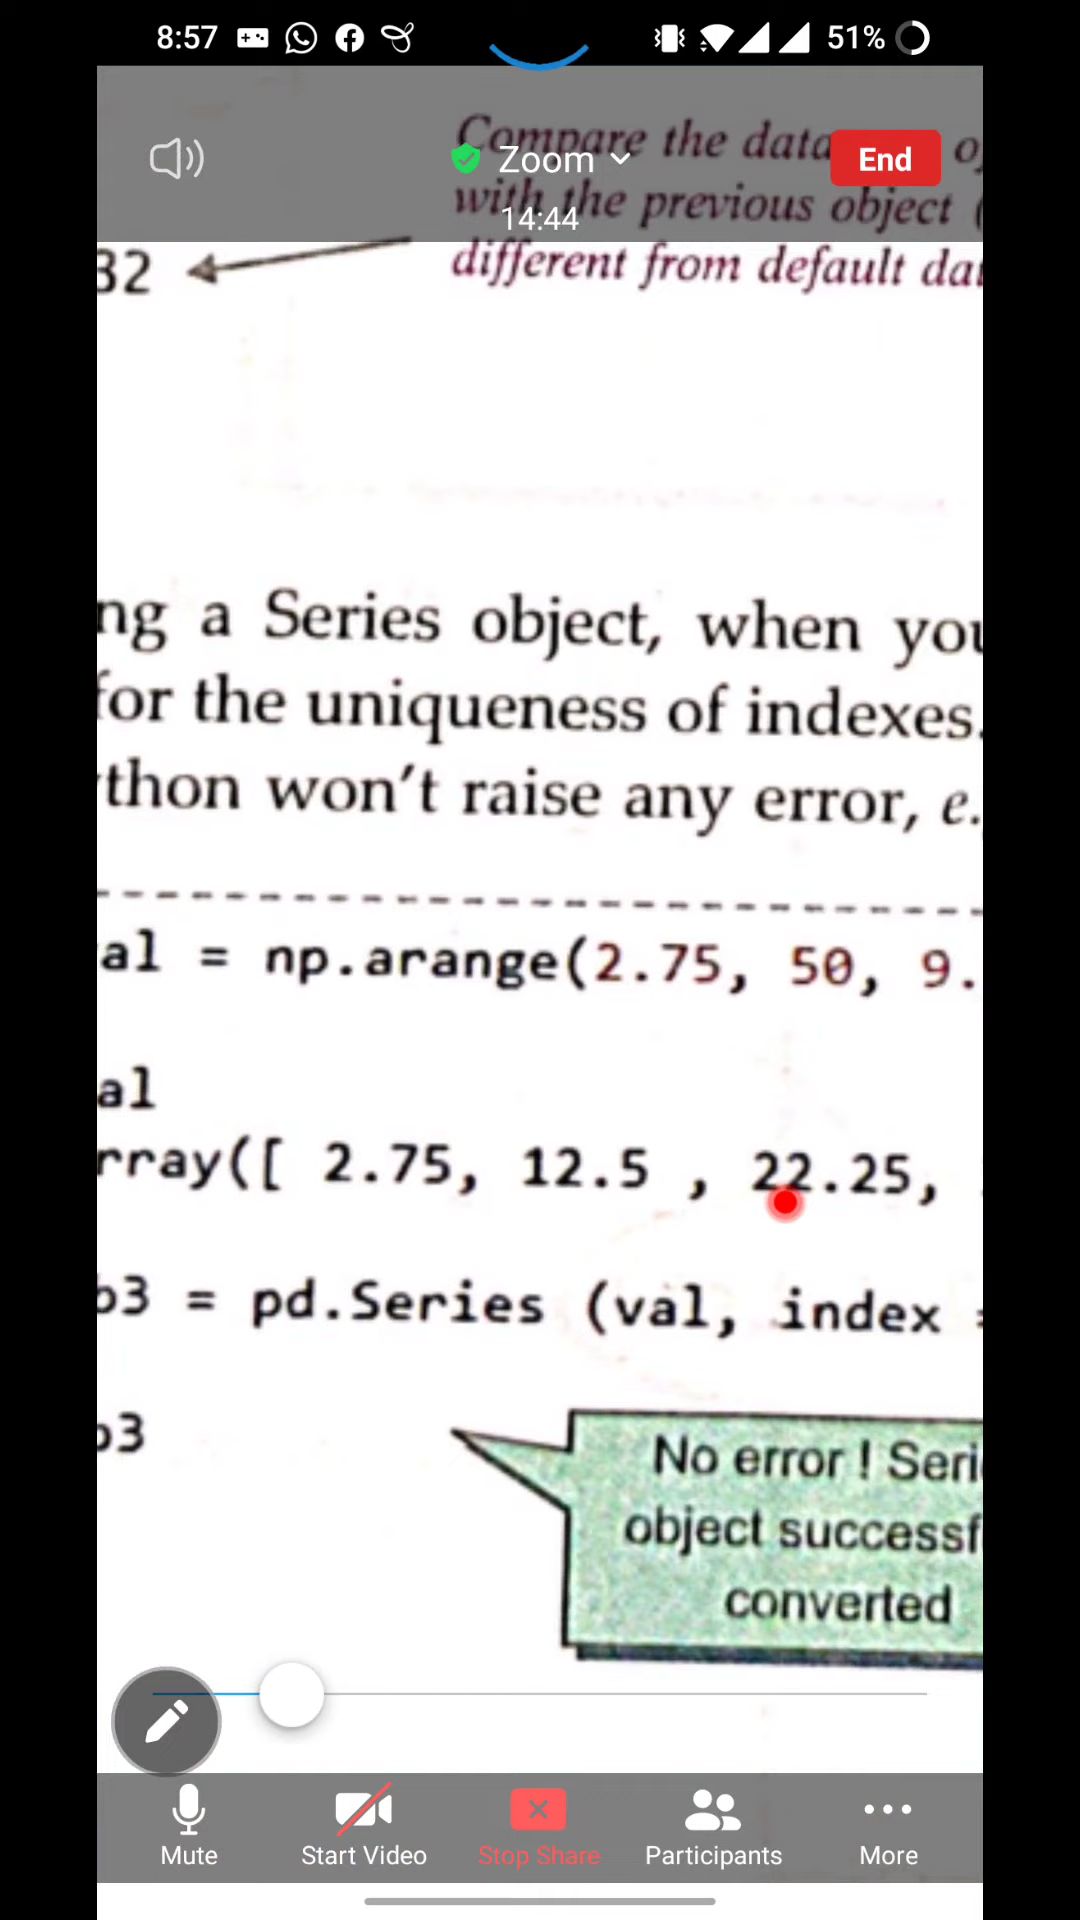 8:57 51%
Compare the data
with the previous object (
different from default dat
Zoom
End
14:44
32
ng a Series object, when you
for the uniqueness of indexes.
thon won't raise any error, e.
al = np.arange(2.75, 50, 9.
al
rray([ 2.75, 12.5 , 22.25,
b3 = pd.Series (val, index =
b3
No error ! Seri
object successf
converted
Mute
Start Video
Stop Share
Participants
More